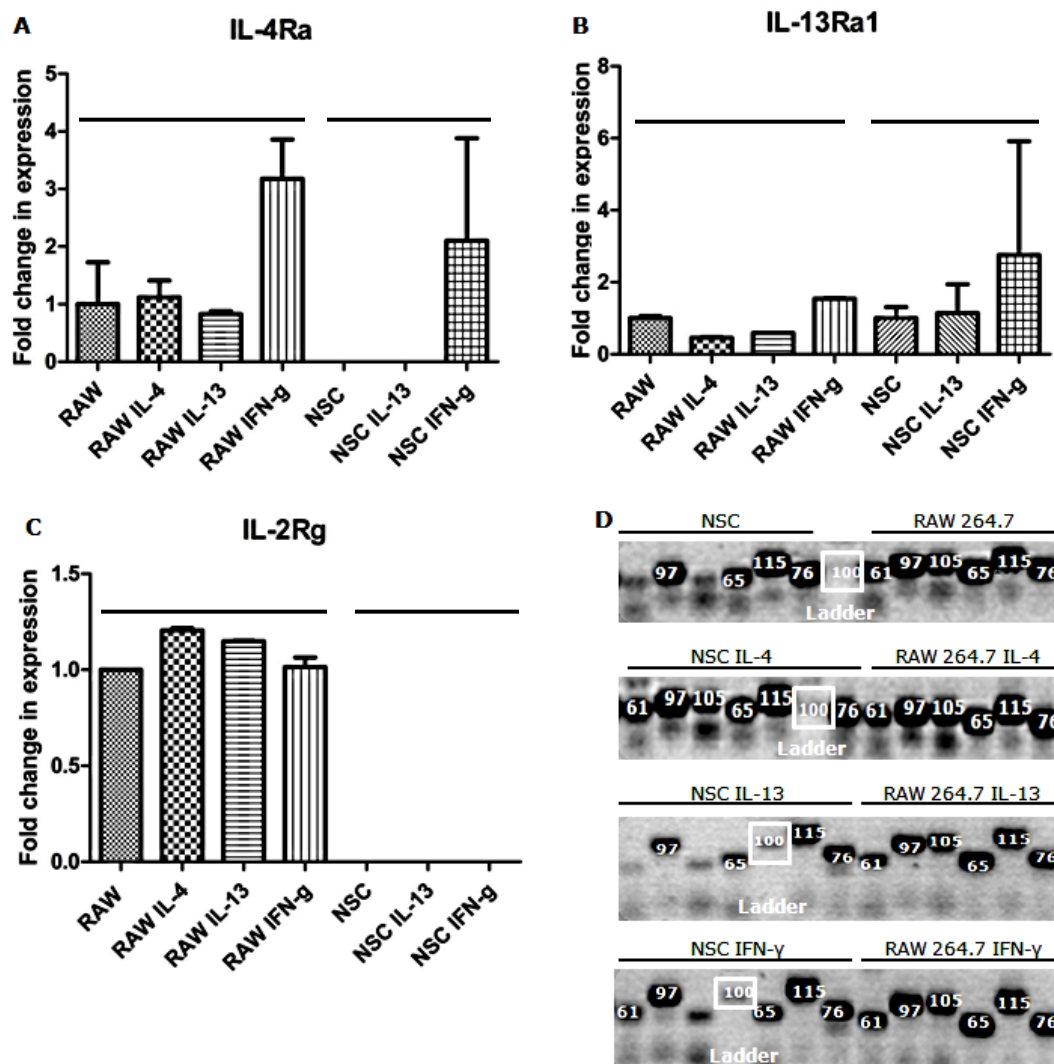 A
IL-4Ra
Fold change in expression
5
4
3
2
1
0
RAW
RAW IL-4
RAW IL-13
RAW IFN-g
NSC
NSC IL-13
NSC IFN-g
B
IL-13Ra1
Fold change in expression
8
6
4
2
0
RAW
RAW IL-4
RAW IL-13
RAW IFN-g
NSC
NSC IL-13
NSC IFN-g
C
IL-2Rg
Fold change in expression
1.5
1.0
0.5
0.0
RAW
RAW IL-4
RAW IL-13
RAW IFN-g
NSC
NSC IL-13
NSC IFN-g
D
NSC RAW 264.7
97 65 115 76 100 61 97 105 65 115 76
Ladder
NSC IL-4 RAW 264.7 IL-4
61 97 105 65 115 100 76 61 97 105 65 115 76
Ladder
NSC IL-13 RAW 264.7 IL-13
97 65 100 115 76 61 97 105 65 115 76
Ladder
NSC IFN-γ RAW 264.7 IFN-γ
61 97 100 65 115 76 61 97 105 65 115 76
Ladder